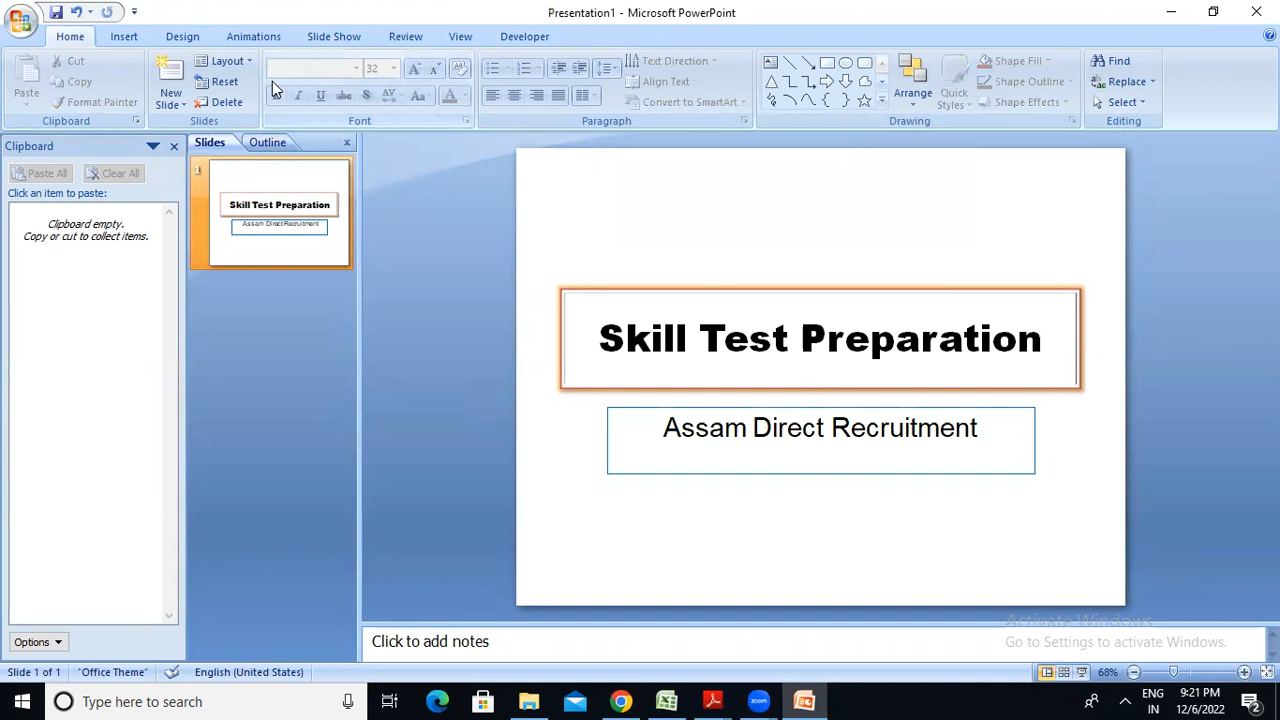 Presentation1 - Microsoft PowerPoint
Home Insert Design Animations Slide Show Review View Developer
Paste
Cut
Copy
Format Painter
Clipboard
New Slide
Layout
Reset
Delete
Slides
32
Font
Text Direction
Align Text
Convert to SmartArt
Paragraph
Arrange
Quick Styles
Shape Fill
Shape Outline
Shape Effects
Drawing
Find
Replace
Select
Editing
Clipboard
Paste All Clear All
Click an item to paste:
Clipboard empty.
Copy or cut to collect items.
Options
Slides Outline
1
Skill Test Preparation
Assam Direct Recruitment
Skill Test Preparation
Assam Direct Recruitment
Click to add notes
Activate Windows
Go to Settings to activate Windows.
Slide 1 of 1 "Office Theme" English (United States) 68%
Type here to search
zoom
ENG
IN
9:21 PM
12/6/2022
2